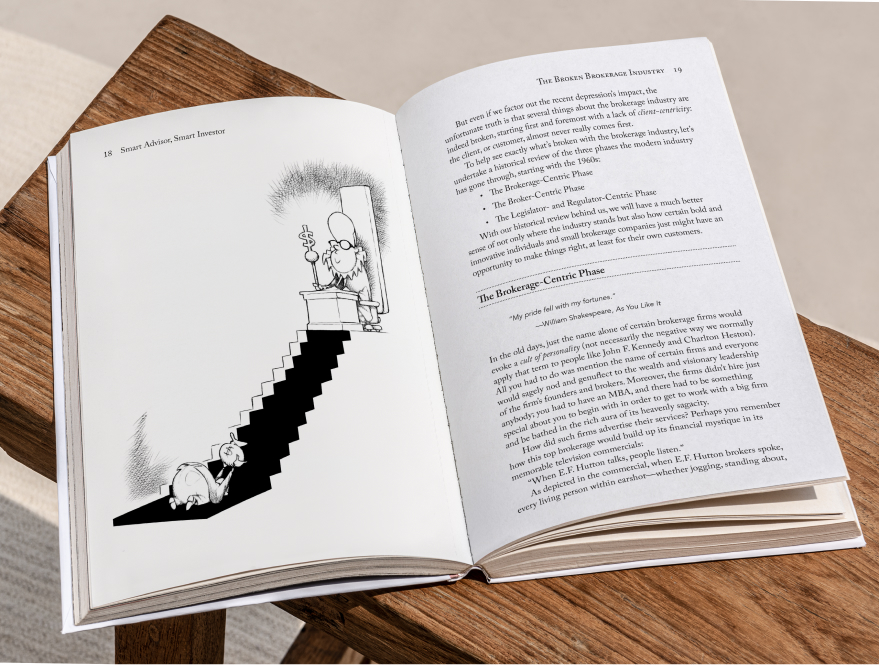 18 Smart Advisor, Smart Investor
$
The Broken Brokerage Industry 19
But even if we factor out the recent depression's impact, the
unfortunate truth is that several things about the brokerage industry are
indeed broken, starting first and foremost with a lack of client-centricity:
the client, or customer, almost never really comes first.
To help see exactly what's broken with the brokerage industry, let's
undertake a historical review of the three phases the modern industry
has gone through, starting with the 1960s:
• The Brokerage-Centric Phase
• The Broker-Centric Phase
• The Legislator- and Regulator-Centric Phase
With our historical review behind us, we will have a much better
sense of not only where the industry stands but also how certain bold and
innovative individuals and small brokerage companies just might have an
opportunity to make things right, at least for their own customers.
The Brokerage-Centric Phase
"My pride fell with my fortunes."
—William Shakespeare, As You Like It
In the old days, just the name alone of certain brokerage firms would
evoke a cult of personality (not necessarily the negative way we normally
apply that term to people like John F. Kennedy and Charlton Heston).
All you had to do was mention the name of certain firms and everyone
would sagely nod and genuflect to the wealth and visionary leadership
of the firm's founders and brokers. Moreover, the firms didn't hire just
anybody; you had to have an MBA, and there had to be something
special about you to begin with in order to get to work with a big firm
and be bathed in the rich aura of its heavenly sagacity.
How did such firms advertise their services? Perhaps you remember
how this top brokerage would build up its financial mystique in its
memorable television commercials:
"When E.F. Hutton talks, people listen."
As depicted in the commercial, when E.F. Hutton brokers spoke,
every living person within earshot—whether jogging, standing about,